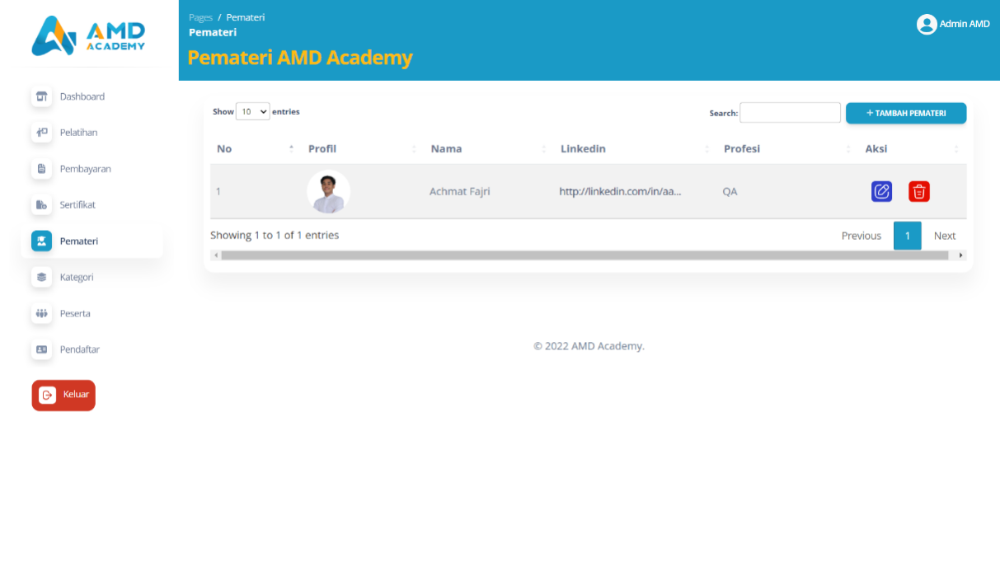 AMD
ACADEMY
Dashboard
Pelatihan
Pembayaran
Sertifikat
Pemateri
Kategori
Peserta
Pendaftar
Keluar
Pages / Pemateri
Pemateri
Pemateri AMD Academy
Admin AMD
Show 10 entries
Search:
+ TAMBAH PEMATERI
No Profil Nama Linkedin Profesi Aksi
1 Achmat Fajri http://linkedin.com/in/aa... QA
Showing 1 to 1 of 1 entries
Previous 1 Next
© 2022 AMD Academy.